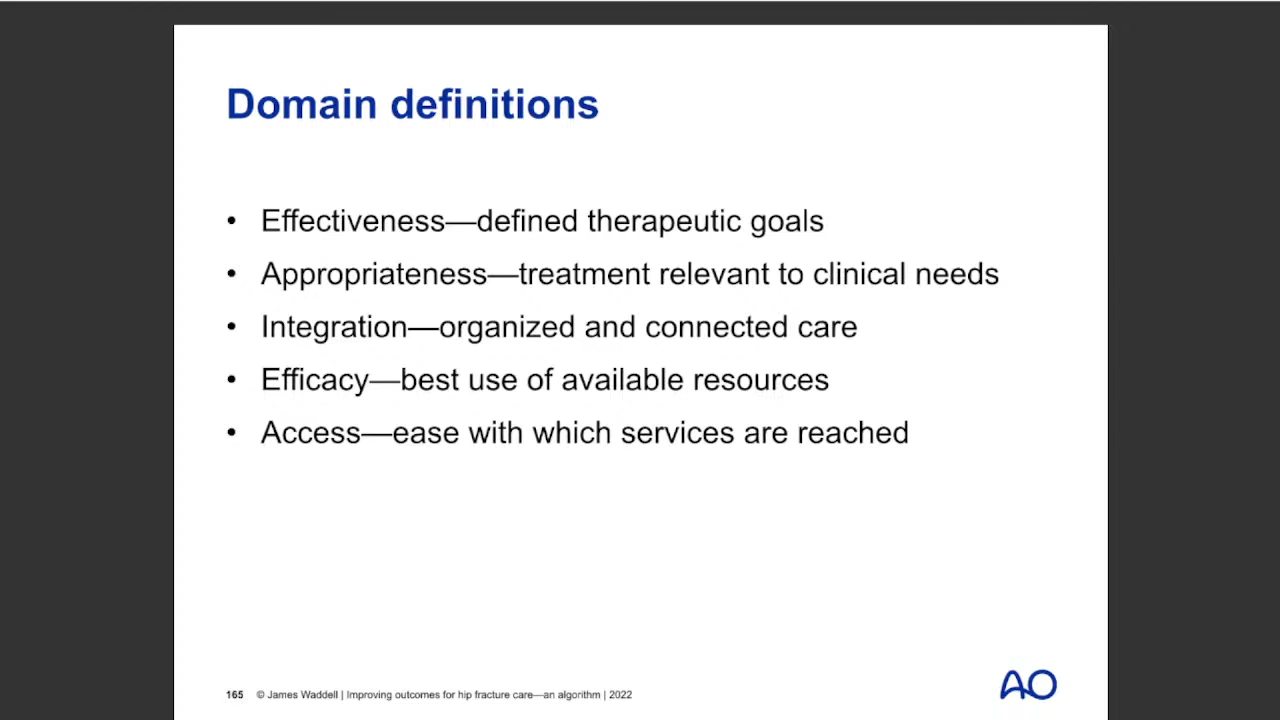 Domain definitions
• Effectiveness—defined therapeutic goals
• Appropriateness—treatment relevant to clinical needs
• Integration—organized and connected care
• Efficacy—best use of available resources
• Access—ease with which services are reached
165 © James Waddell | Improving outcomes for hip fracture care—an algorithm | 2022
AO